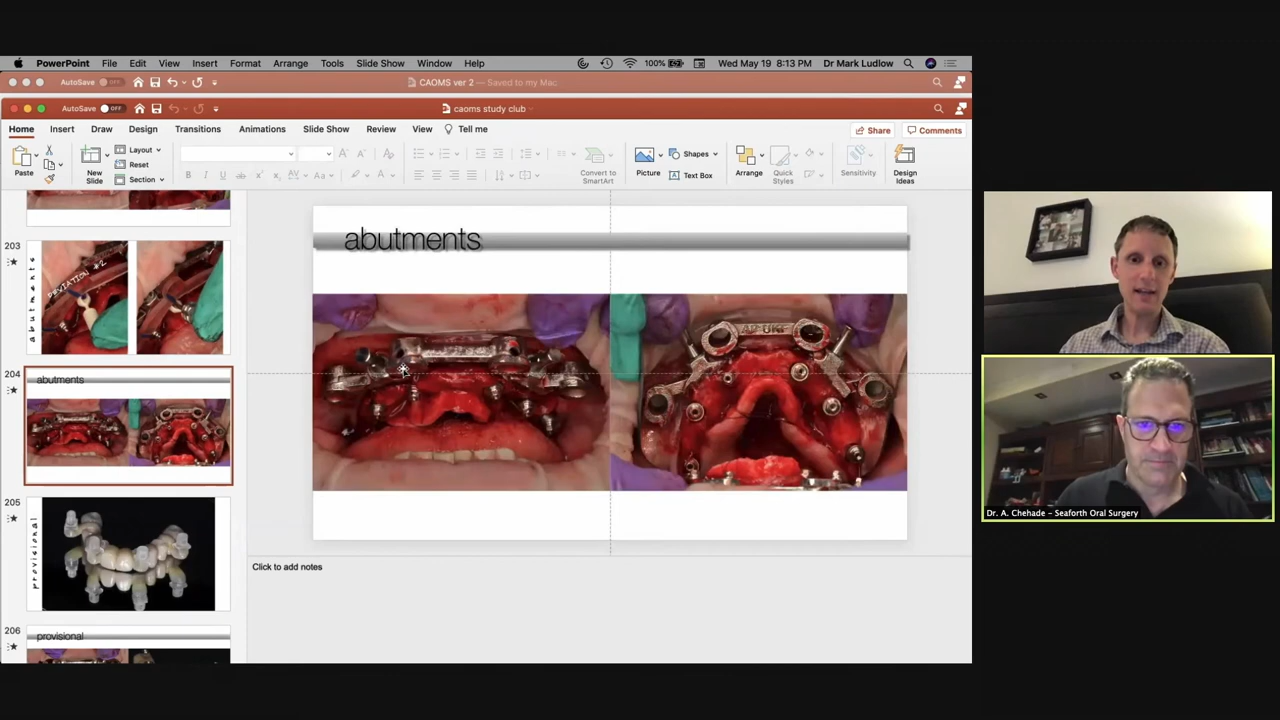 PowerPoint File Edit View Insert Format Arrange Tools Slide Show Window Help 100% Wed May 19 8:13 PM Dr Mark Ludlow
AutoSave OFF CAOMS ver 2 — Saved to my Mac
AutoSave OFF caoms study club
Home Insert Draw Design Transitions Animations Slide Show Review View Tell me Share Comments
Paste New Slide Layout Reset Section Convert to SmartArt Picture Shapes Text Box Arrange Quick Styles Sensitivity Design Ideas
203
abutments
DEVIATION #2
204
abutments
205
provisional
206
provisional
abutments
Click to add notes
Dr. A. Chehade – Seaforth Oral Surgery